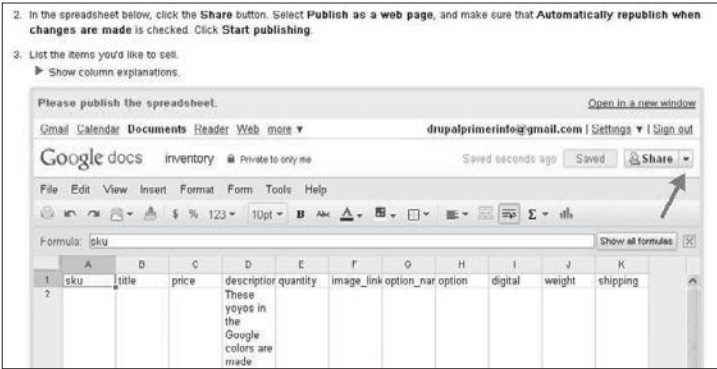 2. In the spreadsheet below, click the Share button. Select Publish as a web page, and make sure that Automatically republish when
changes are made is checked. Click Start publishing.
3. List the items you'd like to sell.
▶ Show column explanations.
Please publish the spreadsheet. Open in a new window
Gmail Calendar Documents Reader Web more ▼ drupalprimerinfo@gmail.com | Settings ▼ | Sign out
Google docs inventory Private to only me Saved seconds ago Saved Share
File Edit View Insert Format Form Tools Help
$ % 123 10pt B Abc A Σ
Formula: sku Show all formulas
A B C D E F G H I J K
1 sku title price description quantity image_link option_nar option digital weight shipping
2 These
yoyos in
the
Google
colors are
made